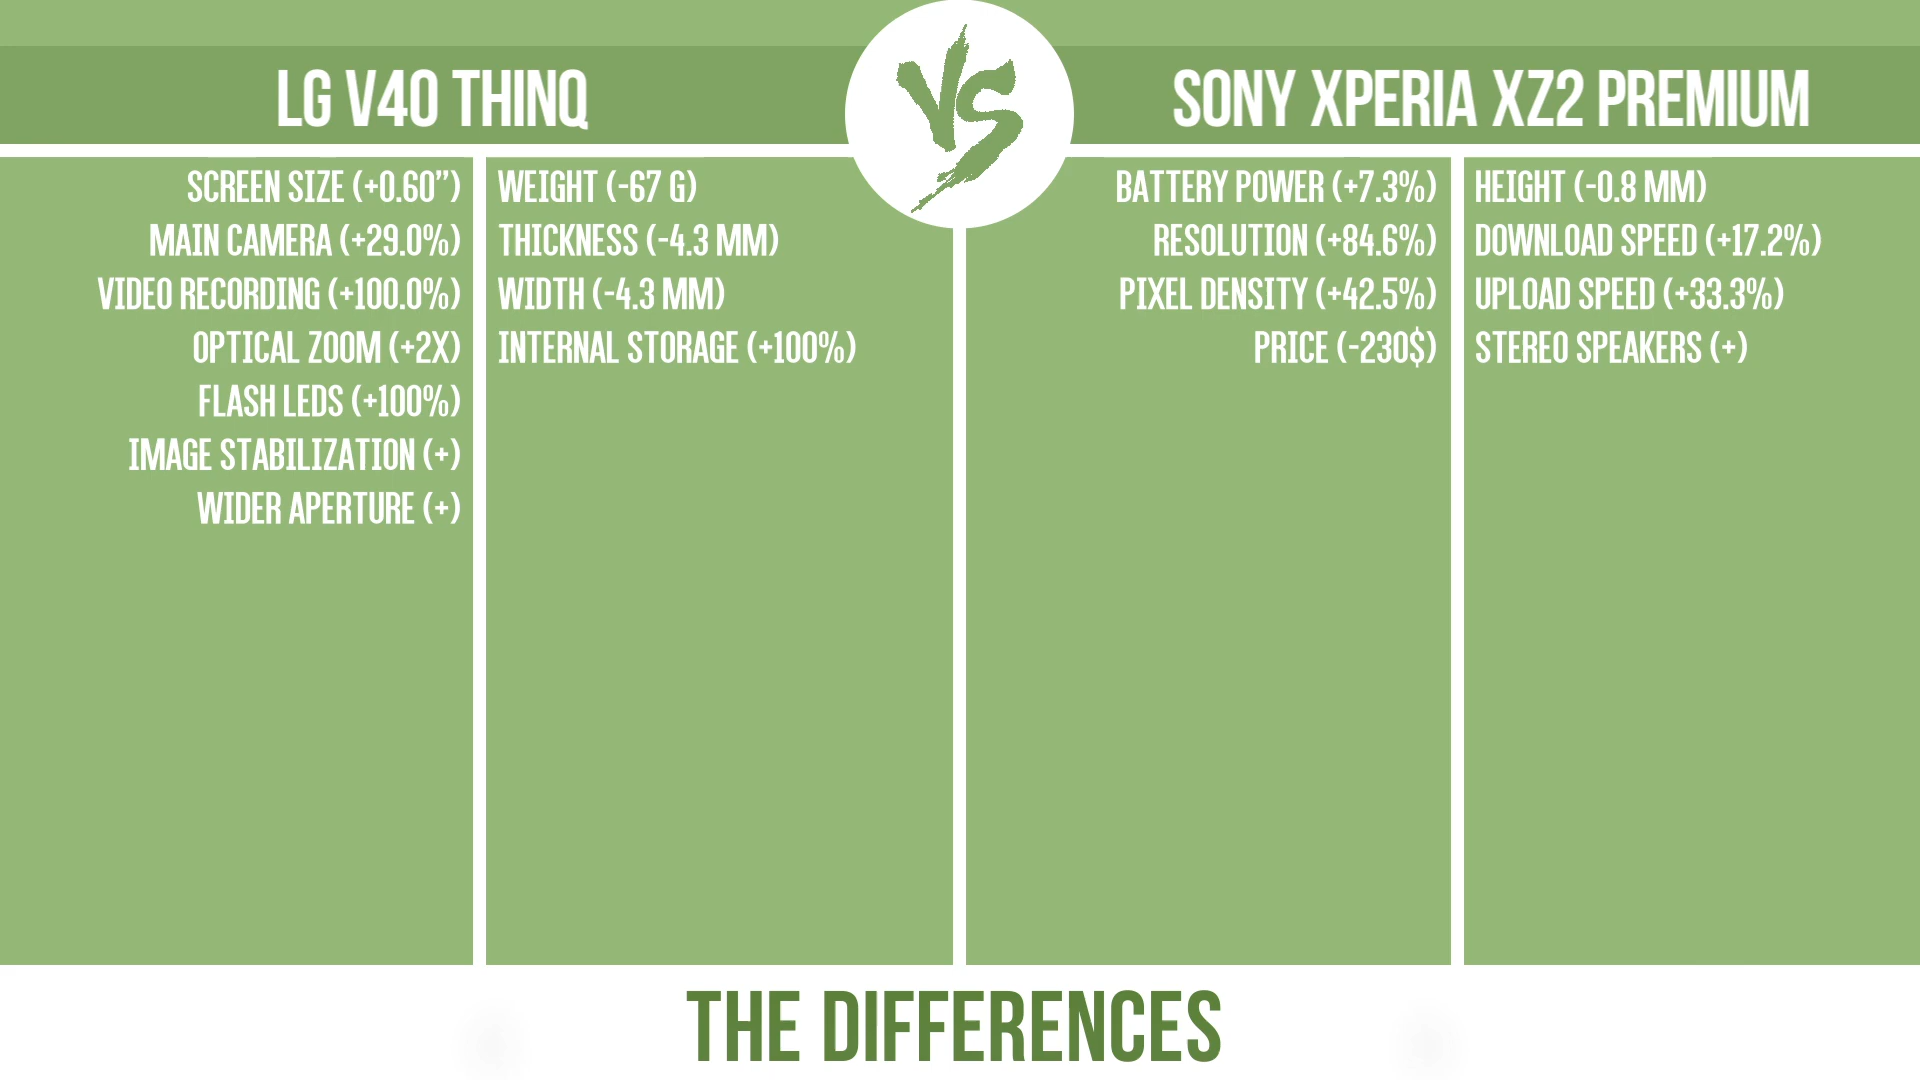 LG V40 THINQ
VS
SONY XPERIA XZ2 PREMIUM
SCREEN SIZE (+0.60”)
MAIN CAMERA (+29.0%)
VIDEO RECORDING (+100.0%)
OPTICAL ZOOM (+2X)
FLASH LEDS (+100%)
IMAGE STABILIZATION (+)
WIDER APERTURE (+)
WEIGHT (-67 G)
THICKNESS (-4.3 MM)
WIDTH (-4.3 MM)
INTERNAL STORAGE (+100%)
BATTERY POWER (+7.3%)
RESOLUTION (+84.6%)
PIXEL DENSITY (+42.5%)
PRICE (-230$)
HEIGHT (-0.8 MM)
DOWNLOAD SPEED (+17.2%)
UPLOAD SPEED (+33.3%)
STEREO SPEAKERS (+)
THE DIFFERENCES